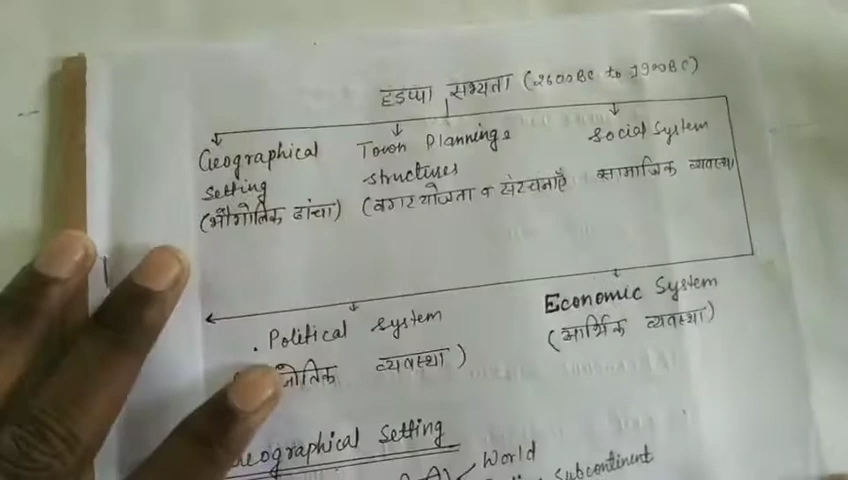 हडप्पा सभ्यता (2600BC to 1900BC)
Geographical Setting (भौगोलिक ढांचा)
Town Planning & structures (नगर योजना व संरचनाएँ
Social System सामाजिक व्यवस्था
Political System व्यवस्था)
Economic System (आर्थिक व्यवस्था)
Geographical Setting
World
Subcontinent